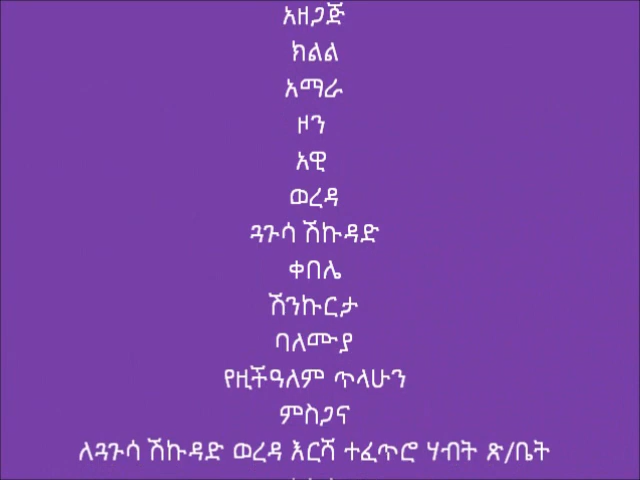 አዘጋጅ
ክልል
አማራ
ዞን
አዊ
ወረዳ
ጓጉሳ ሽኩዳድ
ቀበሌ
ሽንኩርታ
ባለሙያ
የዚችዓለም ጥላሁን
ምስጋና
ለጓጉሳ ሽኩዳድ ወረዳ እርሻ ተፈጥሮ ሃብት ጽ/ቤት